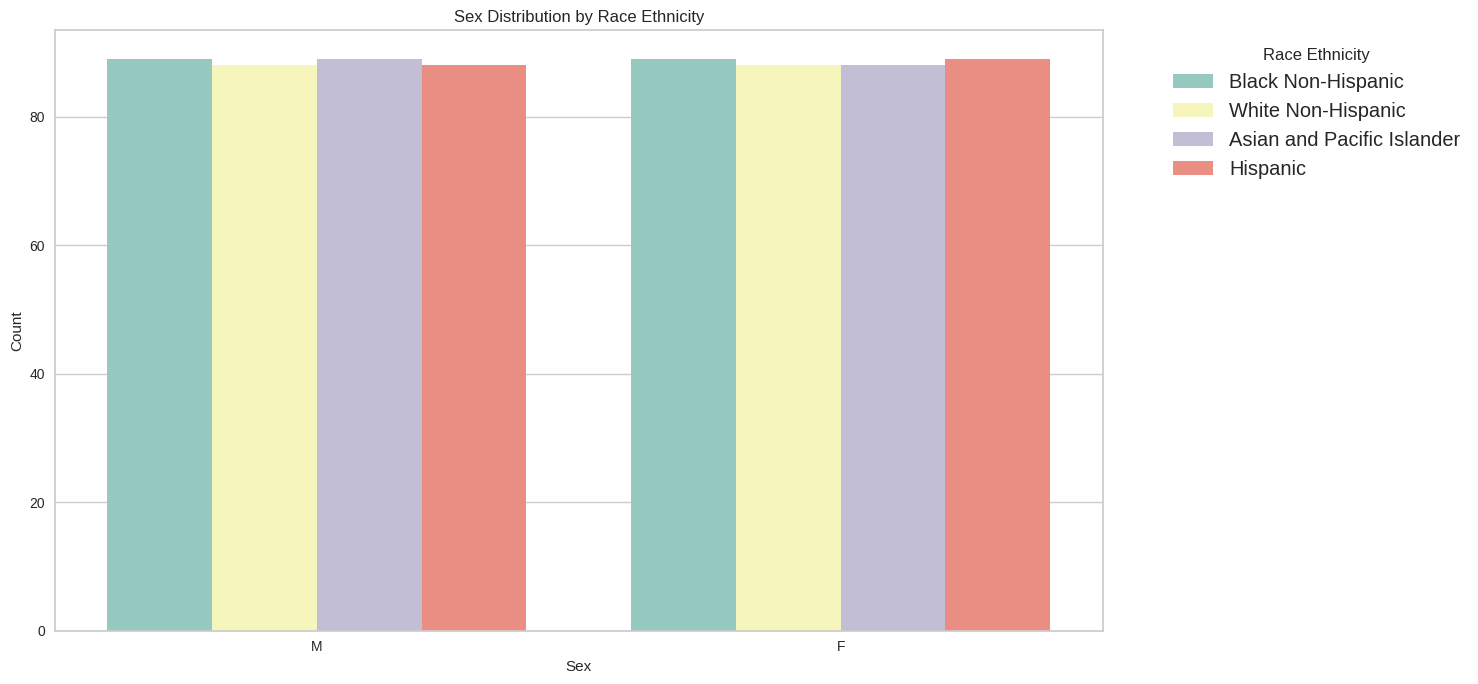 Sex Distribution by Race Ethnicity
Race Ethnicity
Black Non-Hispanic
White Non-Hispanic
Asian and Pacific Islander
Hispanic
Count
80
60
40
20
0
M
F
Sex